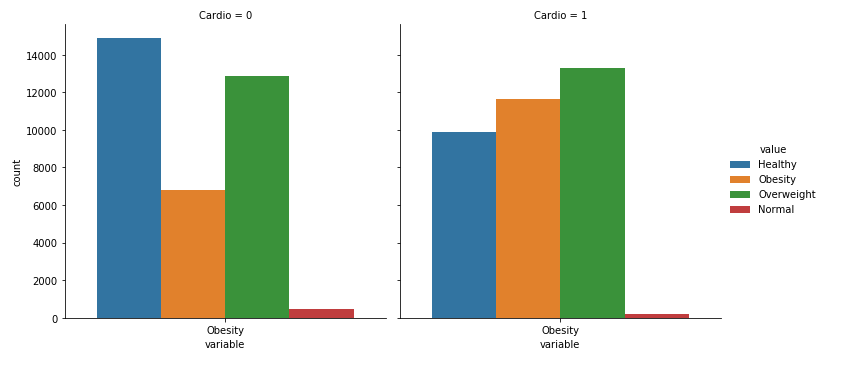 Cardio = 0
Cardio = 1
count
14000
12000
10000
8000
6000
4000
2000
0
Obesity
variable
Obesity
variable
value
Healthy
Obesity
Overweight
Normal